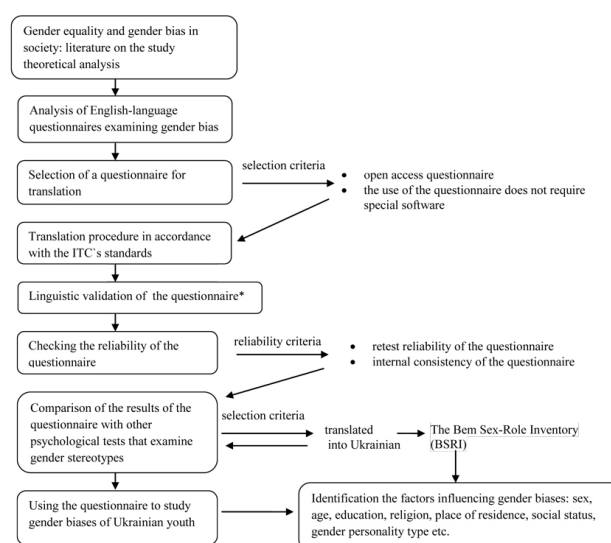 Gender equality and gender bias in
society: literature on the study
theoretical analysis
Analysis of English-language
questionnaires examining gender bias
Selection of a questionnaire for
translation
selection criteria
• open access questionnaire
• the use of the questionnaire does not require
special software
Translation procedure in accordance
with the ITC`s standards
Linguistic validation of the questionnaire*
Checking the reliability of the
questionnaire
reliability criteria
• retest reliability of the questionnaire
• internal consistency of the questionnaire
Comparison of the results of the
questionnaire with other
psychological tests that examine
gender stereotypes
selection criteria
translated
into Ukrainian
The Bem Sex-Role Inventory
(BSRI)
Using the questionnaire to study
gender biases of Ukrainian youth
Identification the factors influencing gender biases: sex,
age, education, religion, place of residence, social status,
gender personality type etc.